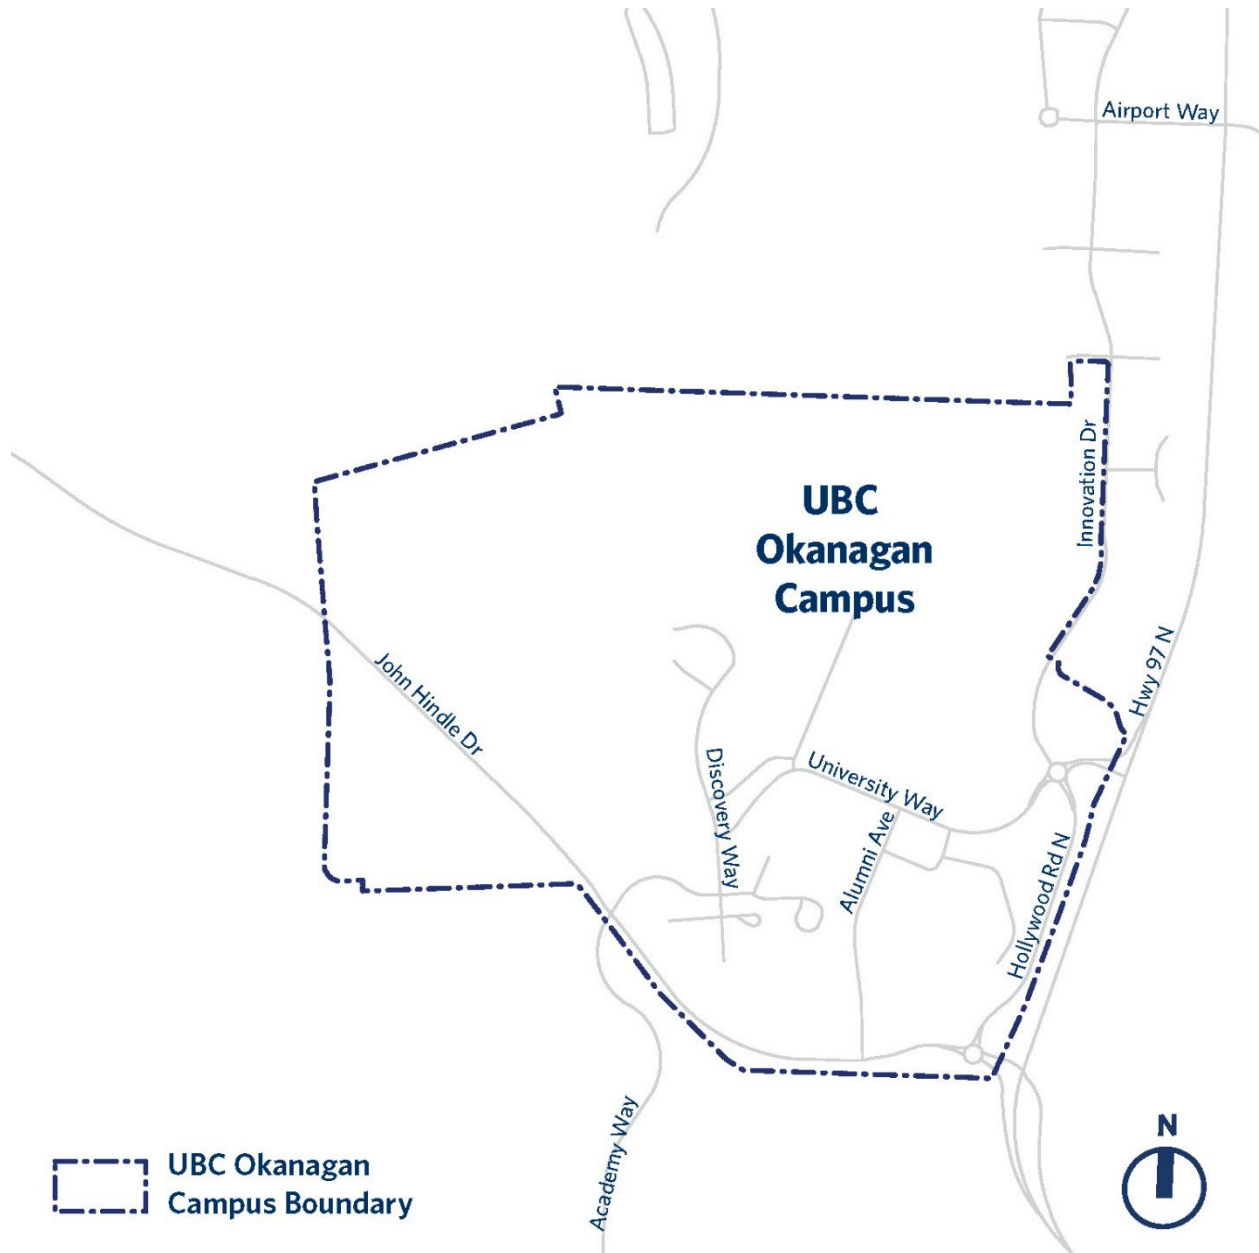 Airport Way
Innovation Dr
UBC
Okanagan
Campus
Hwy 97 N
John Hindle Dr
Discovery Way
University Way
Alumni Ave
Hollywood Rd N
Academy Way
N
UBC Okanagan
Campus Boundary